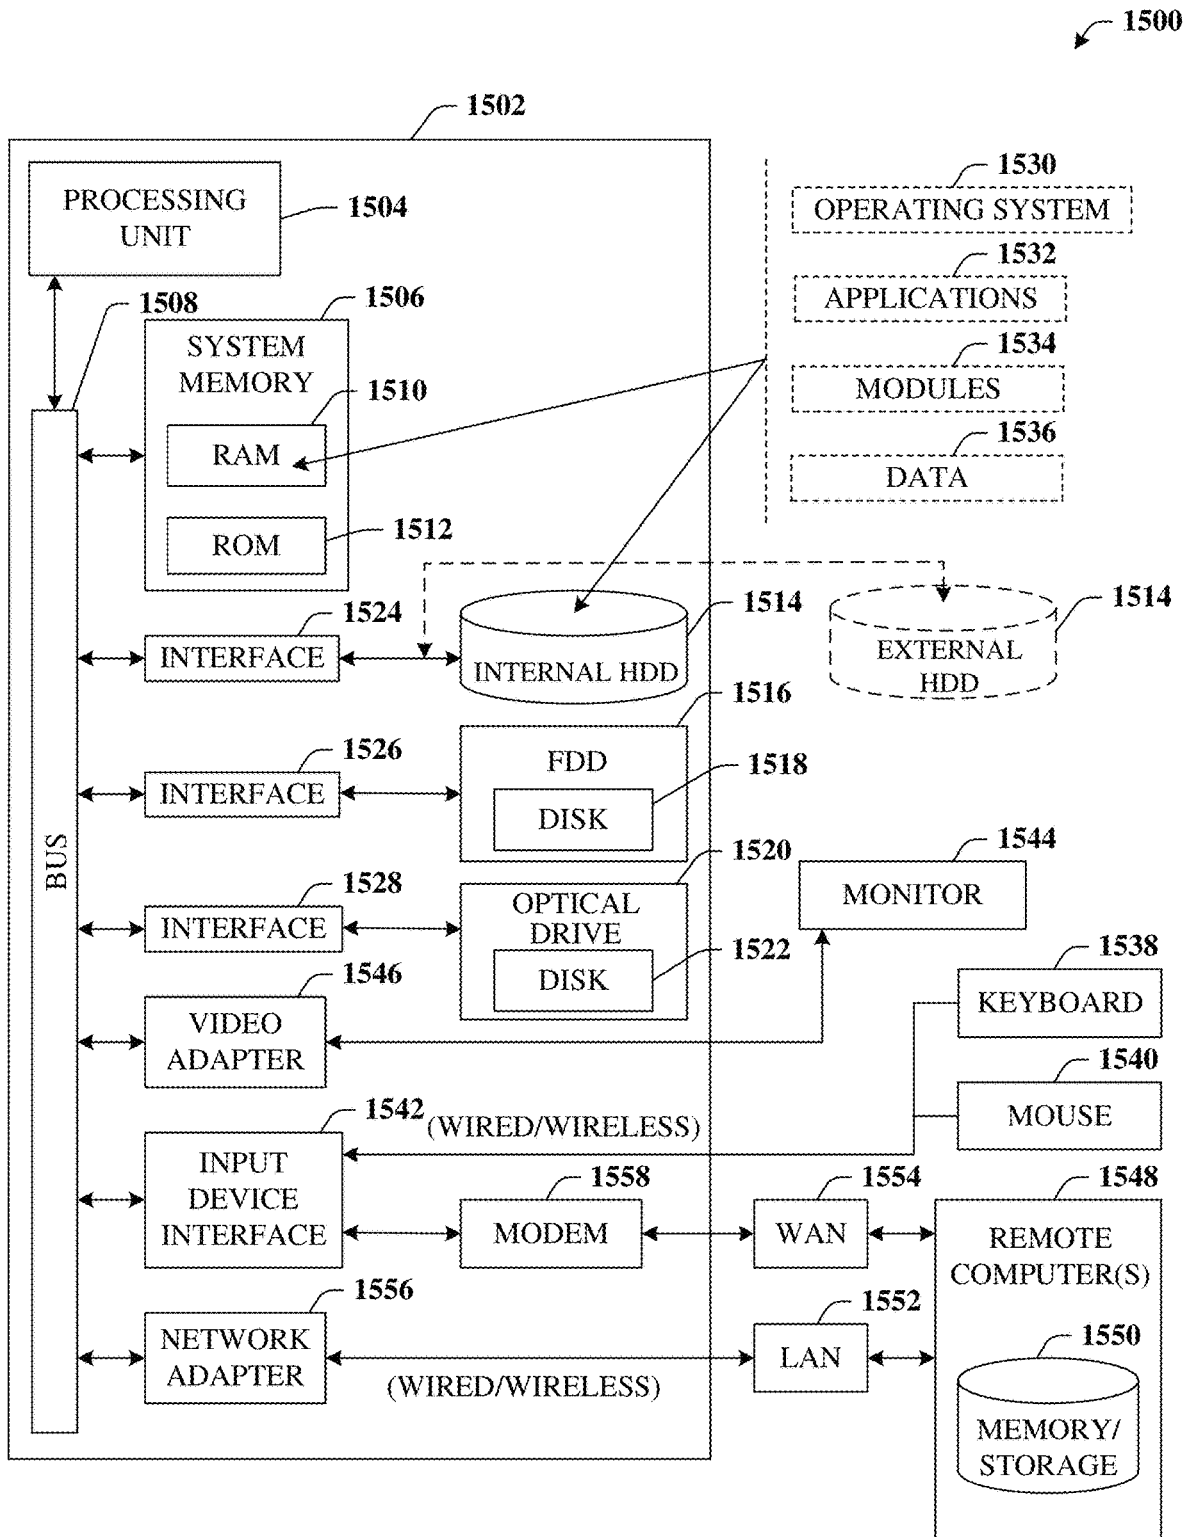 1500
1502
PROCESSING
UNIT
1504
1530
OPERATING SYSTEM
1532
APPLICATIONS
1534
MODULES
1536
DATA
1508
1506
SYSTEM
MEMORY
1510
RAM
1512
ROM
BUS
1524
INTERFACE
1514
INTERNAL HDD
1514
EXTERNAL
HDD
1526
INTERFACE
1516
FDD
1518
DISK
1528
INTERFACE
1520
OPTICAL
DRIVE
1522
DISK
1544
MONITOR
1546
VIDEO
ADAPTER
1538
KEYBOARD
1540
MOUSE
1542
(WIRED/WIRELESS)
INPUT
DEVICE
INTERFACE
1558
MODEM
1554
WAN
1548
REMOTE
COMPUTER(S)
1556
NETWORK
ADAPTER
(WIRED/WIRELESS)
1552
LAN
1550
MEMORY/
STORAGE